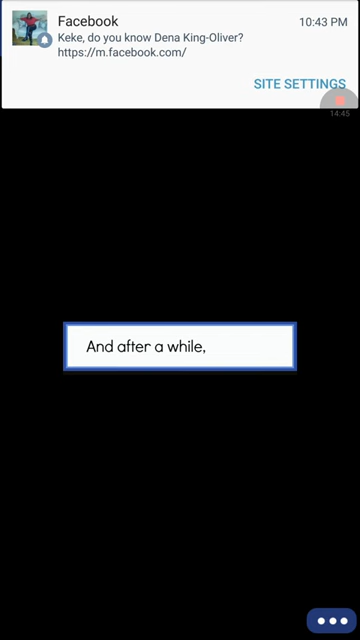 Facebook
10:43 PM
Keke, do you know Dena King-Oliver?
https://m.facebook.com/
SITE SETTINGS
14:45
And after a while,